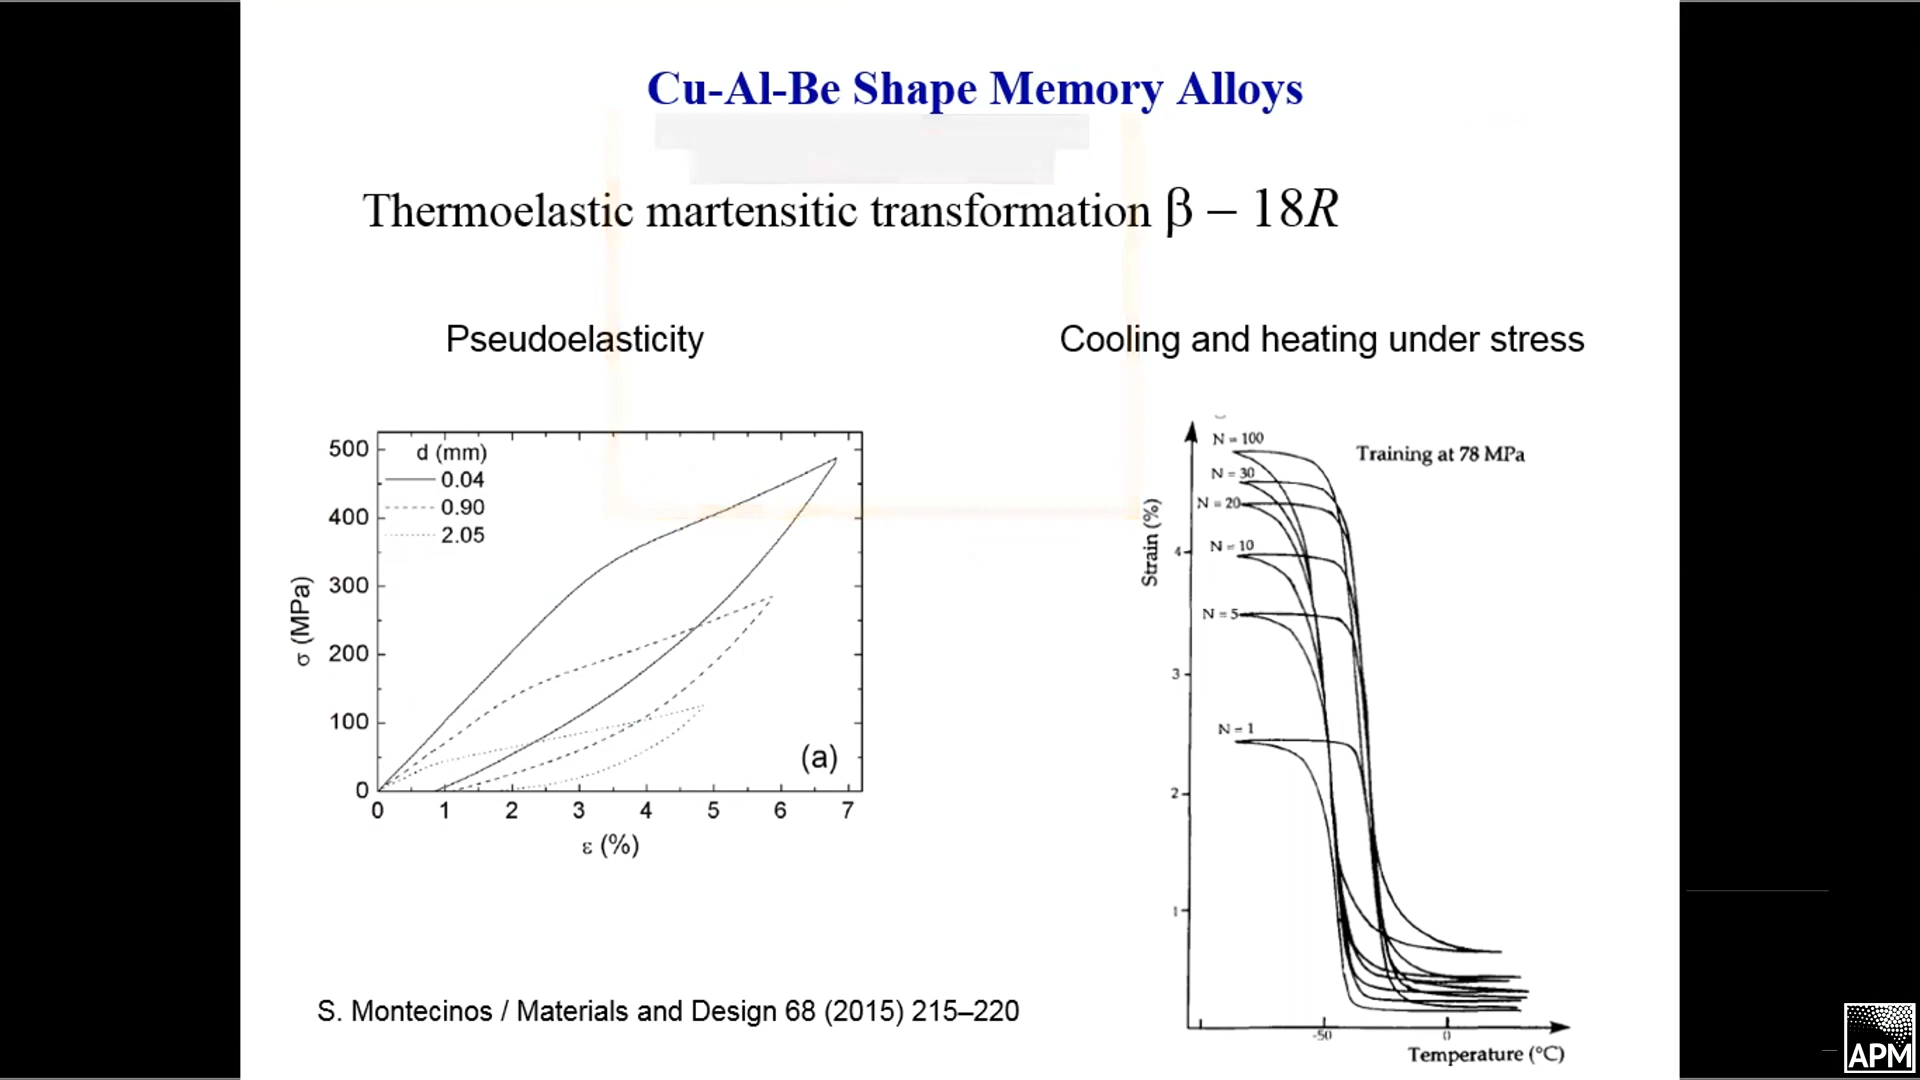 Cu-Al-Be Shape Memory Alloys
Thermoelastic martensitic transformation β – 18R
Pseudoelasticity
Cooling and heating under stress
500
400
300
200
100
0
σ (MPa)
d (mm)
0.04
0.90
2.05
(a)
0 1 2 3 4 5 6 7
ε (%)
N = 100
N = 30
N = 20
N = 10
N = 5
N = 1
Training at 78 MPa
Strain (%)
4
3
2
1
-50 0
Temperature (°C)
S. Montecinos / Materials and Design 68 (2015) 215–220
APM